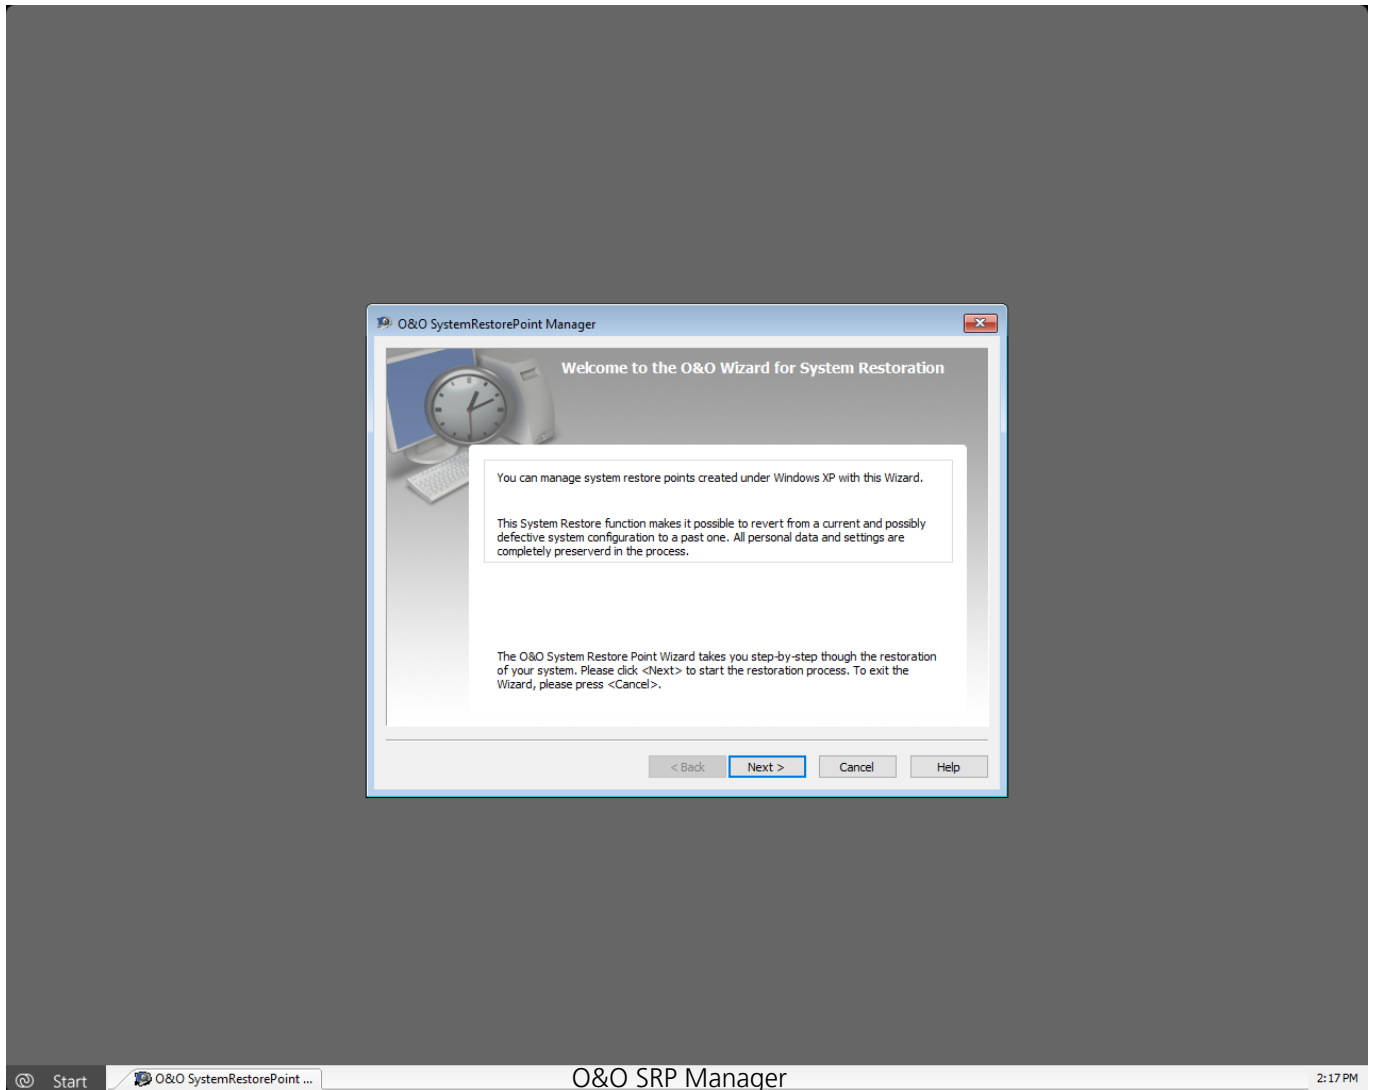 O&O SystemRestorePoint Manager
Welcome to the O&O Wizard for System Restoration
You can manage system restore points created under Windows XP with this Wizard.
This System Restore function makes it possible to revert from a current and possibly
defective system configuration to a past one. All personal data and settings are
completely preserverd in the process.
The O&O System Restore Point Wizard takes you step-by-step though the restoration
of your system. Please click <Next> to start the restoration process. To exit the
Wizard, please press <Cancel>.
< Back Next > Cancel Help
Start O&O SystemRestorePoint ... O&O SRP Manager 2:17 PM